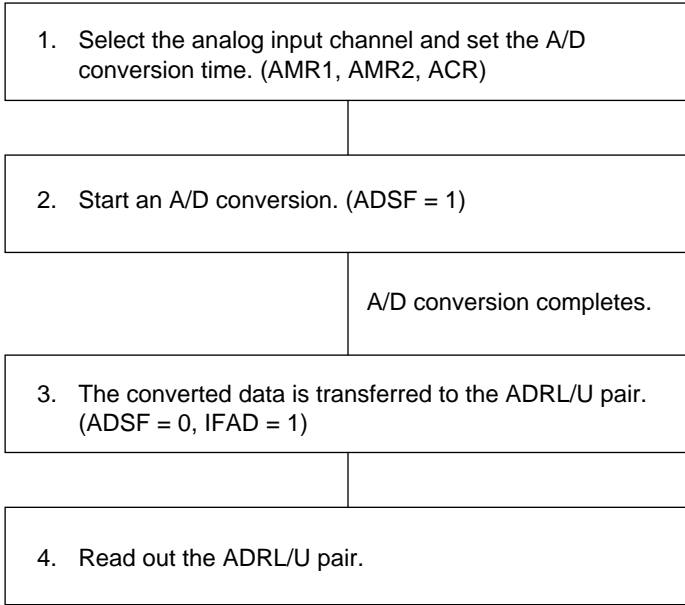 1. Select the analog input channel and set the A/D
conversion time. (AMR1, AMR2, ACR)
2. Start an A/D conversion. (ADSF = 1)
A/D conversion completes.
3. The converted data is transferred to the ADRL/U pair.
(ADSF = 0, IFAD = 1)
4. Read out the ADRL/U pair.